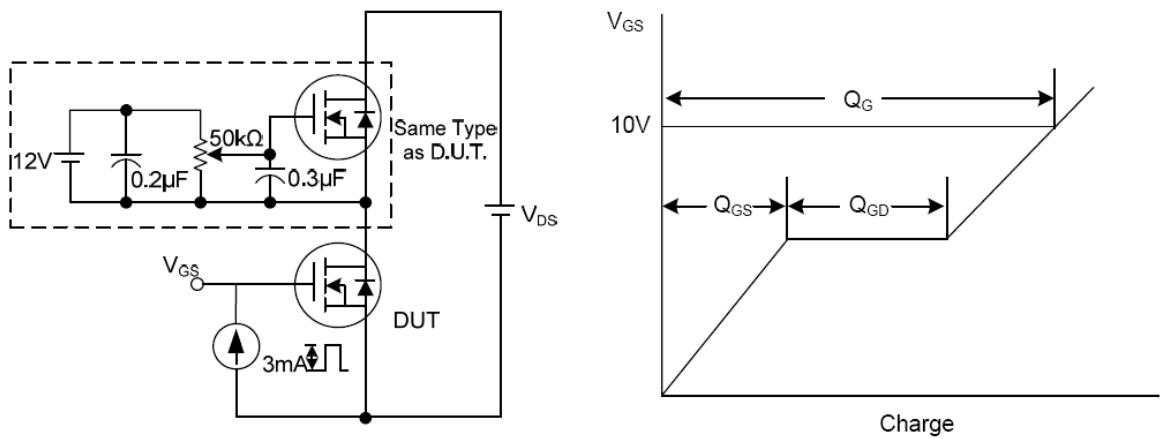 12V
0.2µF
50kΩ
0.3µF
Same Type
as D.U.T.
V_DS
V_GS
DUT
3mA
V_GS
10V
Q_G
Q_GS
Q_GD
Charge